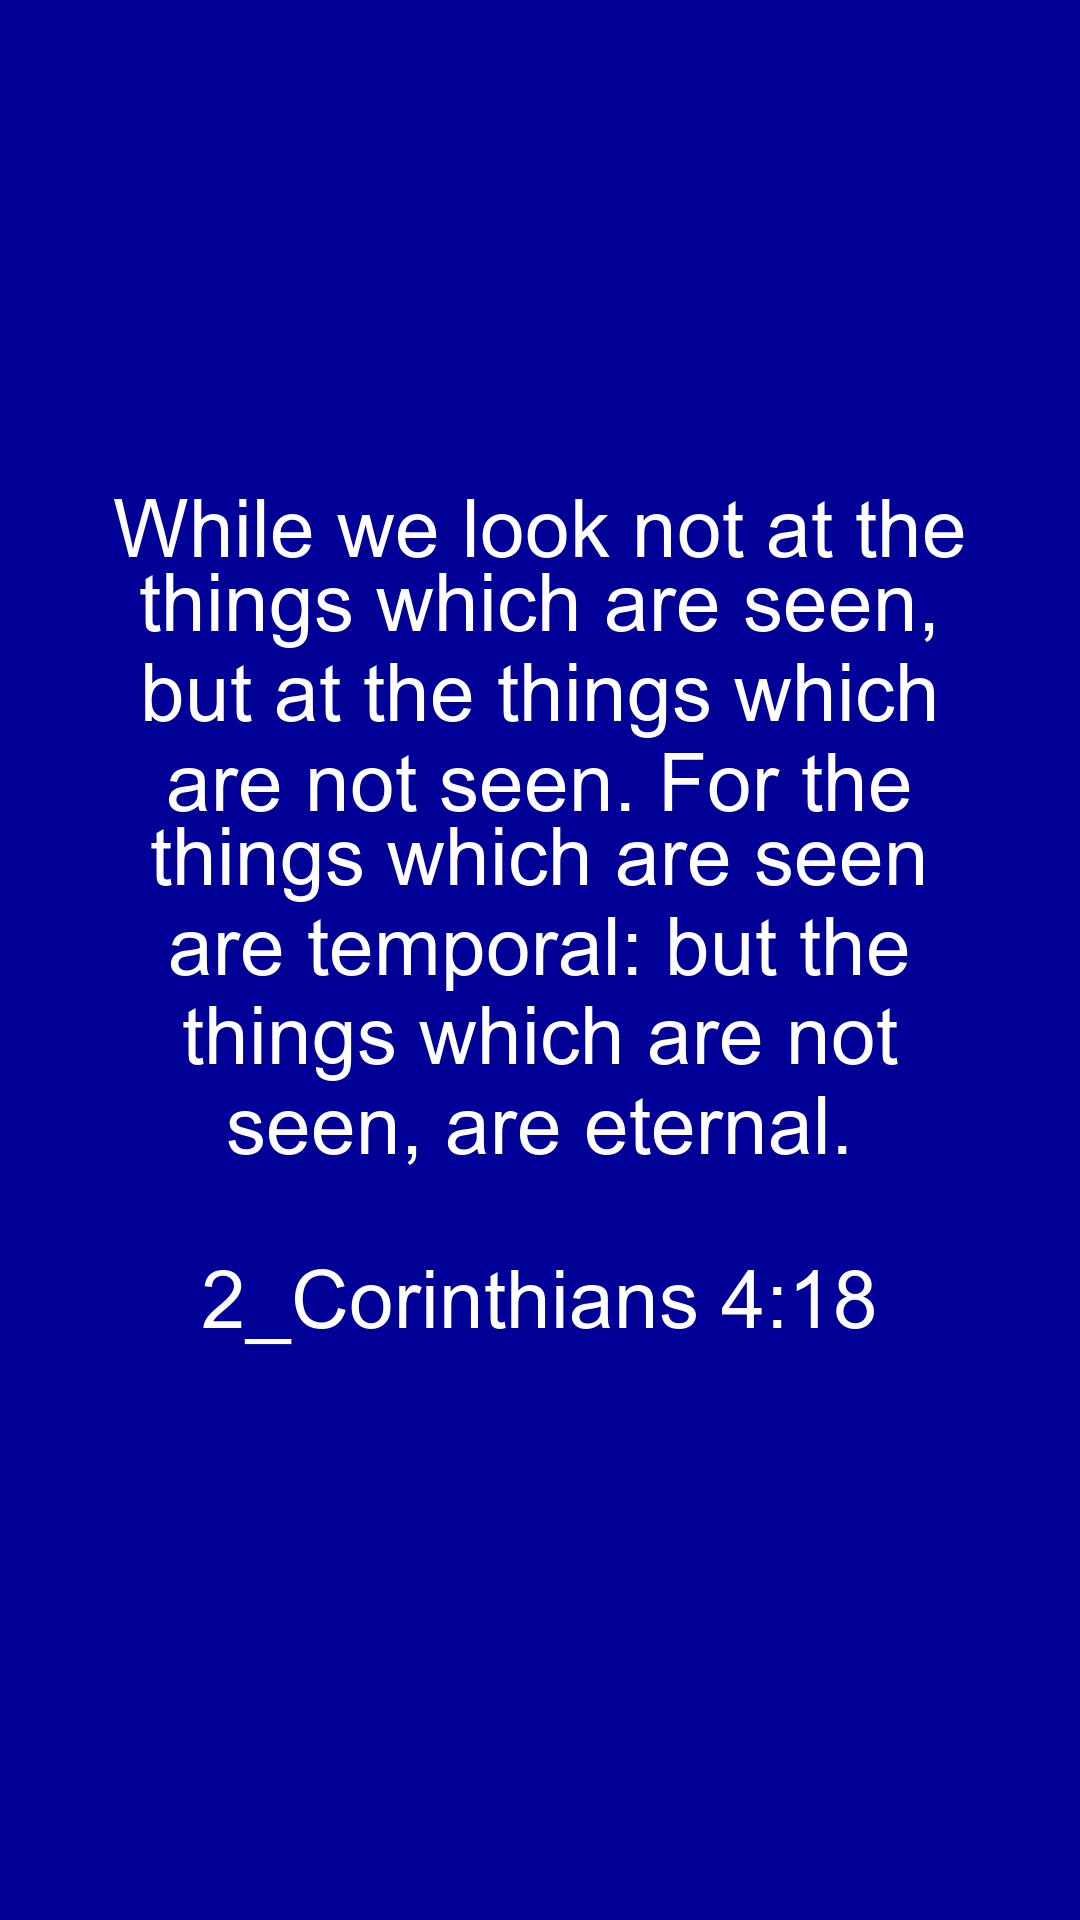 While we look not at the
things which are seen,
but at the things which
are not seen. For the
things which are seen
are temporal: but the
things which are not
seen, are eternal.
2_Corinthians 4:18